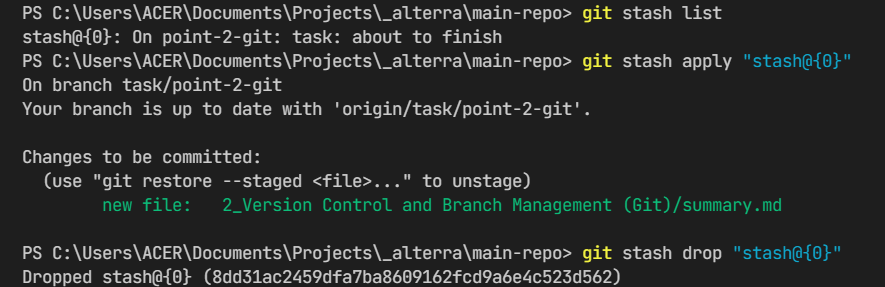 PS C:\Users\ACER\Documents\Projects\_alterra\main-repo> git stash list
stash@{0}: On point-2-git: task: about to finish
PS C:\Users\ACER\Documents\Projects\_alterra\main-repo> git stash apply "stash@{0}"
On branch task/point-2-git
Your branch is up to date with 'origin/task/point-2-git'.

Changes to be committed:
  (use "git restore --staged <file>..." to unstage)
        new file:   2_Version Control and Branch Management (Git)/summary.md

PS C:\Users\ACER\Documents\Projects\_alterra\main-repo> git stash drop "stash@{0}"
Dropped stash@{0} (8dd31ac2459dfa7ba8609162fcd9a6e4c523d562)